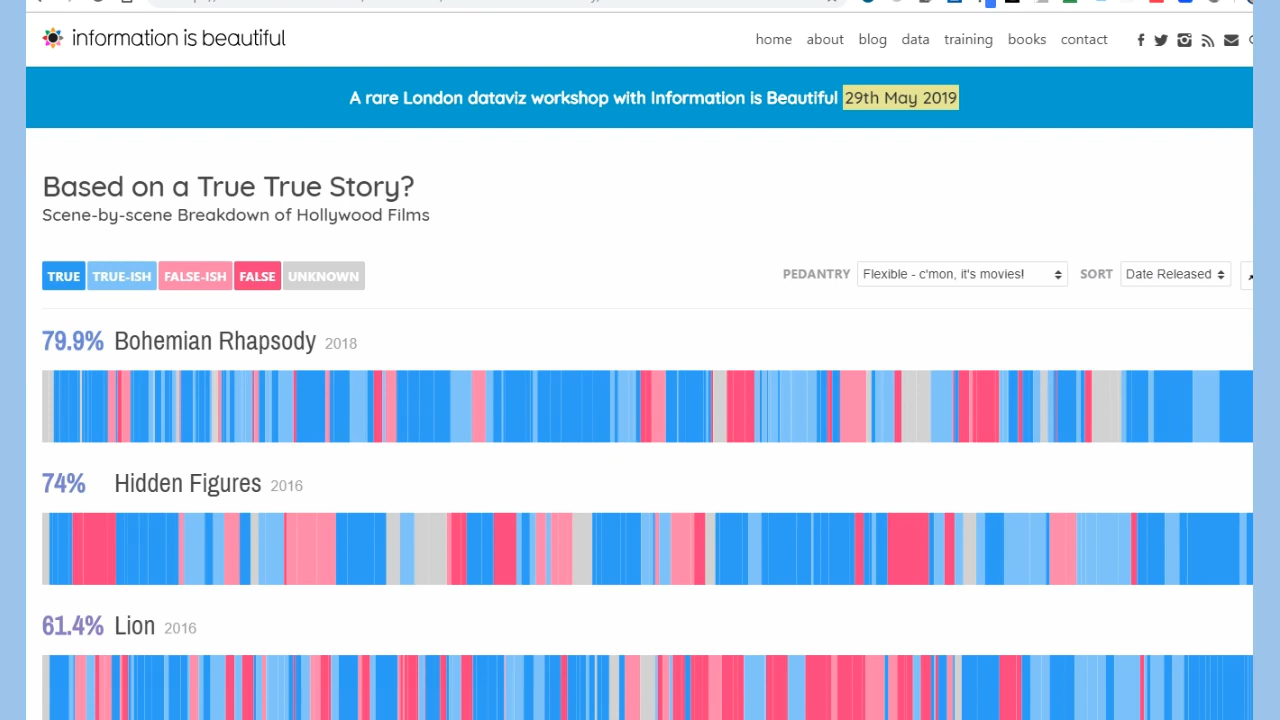 information is beautiful
home about blog data training books contact
A rare London dataviz workshop with Information is Beautiful 29th May 2019
Based on a True True Story?
Scene-by-scene Breakdown of Hollywood Films
TRUE TRUE-ISH FALSE-ISH FALSE UNKNOWN
PEDANTRY Flexible - c'mon, it's movies! SORT Date Released
79.9% Bohemian Rhapsody 2018
74% Hidden Figures 2016
61.4% Lion 2016